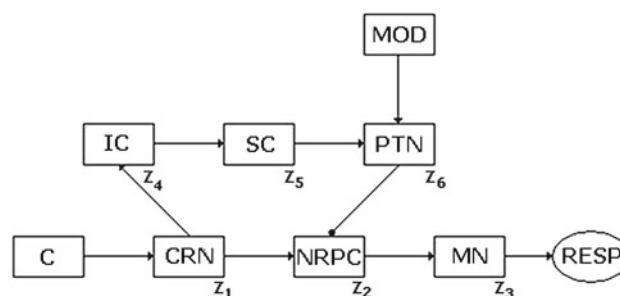 MOD
IC SC PTN
Z4 Z5 Z6
C CRN NRPC MN RESP
Z1 Z2 Z3